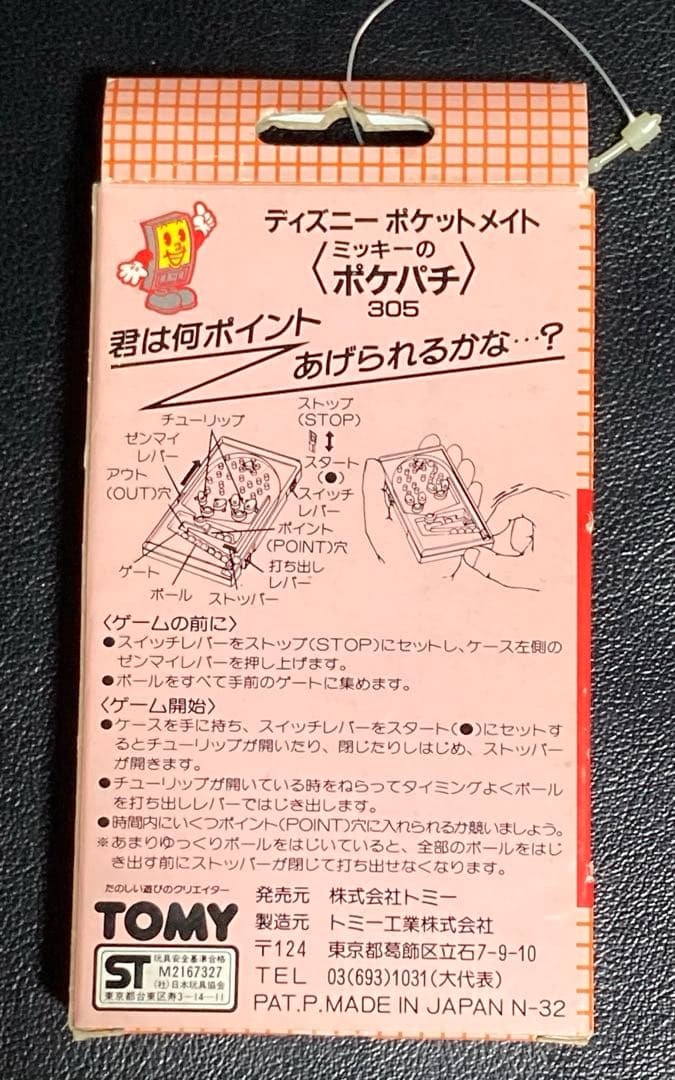 ディズニー ポケットメイト
〈ミッキーの
ポケパチ〉
305
君は何ポイント
あげられるかな…?
チューリップ
ストップ
(STOP)
ゼンマイ
レバー
スタート
(●)
アウト
(OUT)穴
スイッチ
レバー
ポイント
(POINT)穴
ゲート
打ち出し
レバー
ボール
ストッパー
〈ゲームの前に〉
●スイッチレバーをストップ(STOP)にセットし、ケース左側の
ゼンマイレバーを押し上げます。
●ボールをすべて手前のゲートに集めます。
〈ゲーム開始〉
●ケースを手に持ち、スイッチレバーをスタート(●)にセットす
るとチューリップが開いたり、閉じたりしはじめ、ストッパー
が開きます。
●チューリップが開いている時をねらってタイミングよくボール
を打ち出しレバーではじき出します。
●時間内にいくつポイント(POINT)穴に入れられるか競いましょう。
※あまりゆっくりボールをはじいていると、全部のボールをはじ
き出す前にストッパーが閉じて打ち出せなくなります。
たのしい遊びのクリエイター
TOMY
発売元 株式会社トミー
製造元 トミー工業株式会社
〒124 東京都葛飾区立石7-9-10
TEL 03(693)1031(大代表)
PAT.P.MADE IN JAPAN N-32
ST
玩具安全基準合格
M2167327
(社)日本玩具協会
東京都台東区寿3-14-11